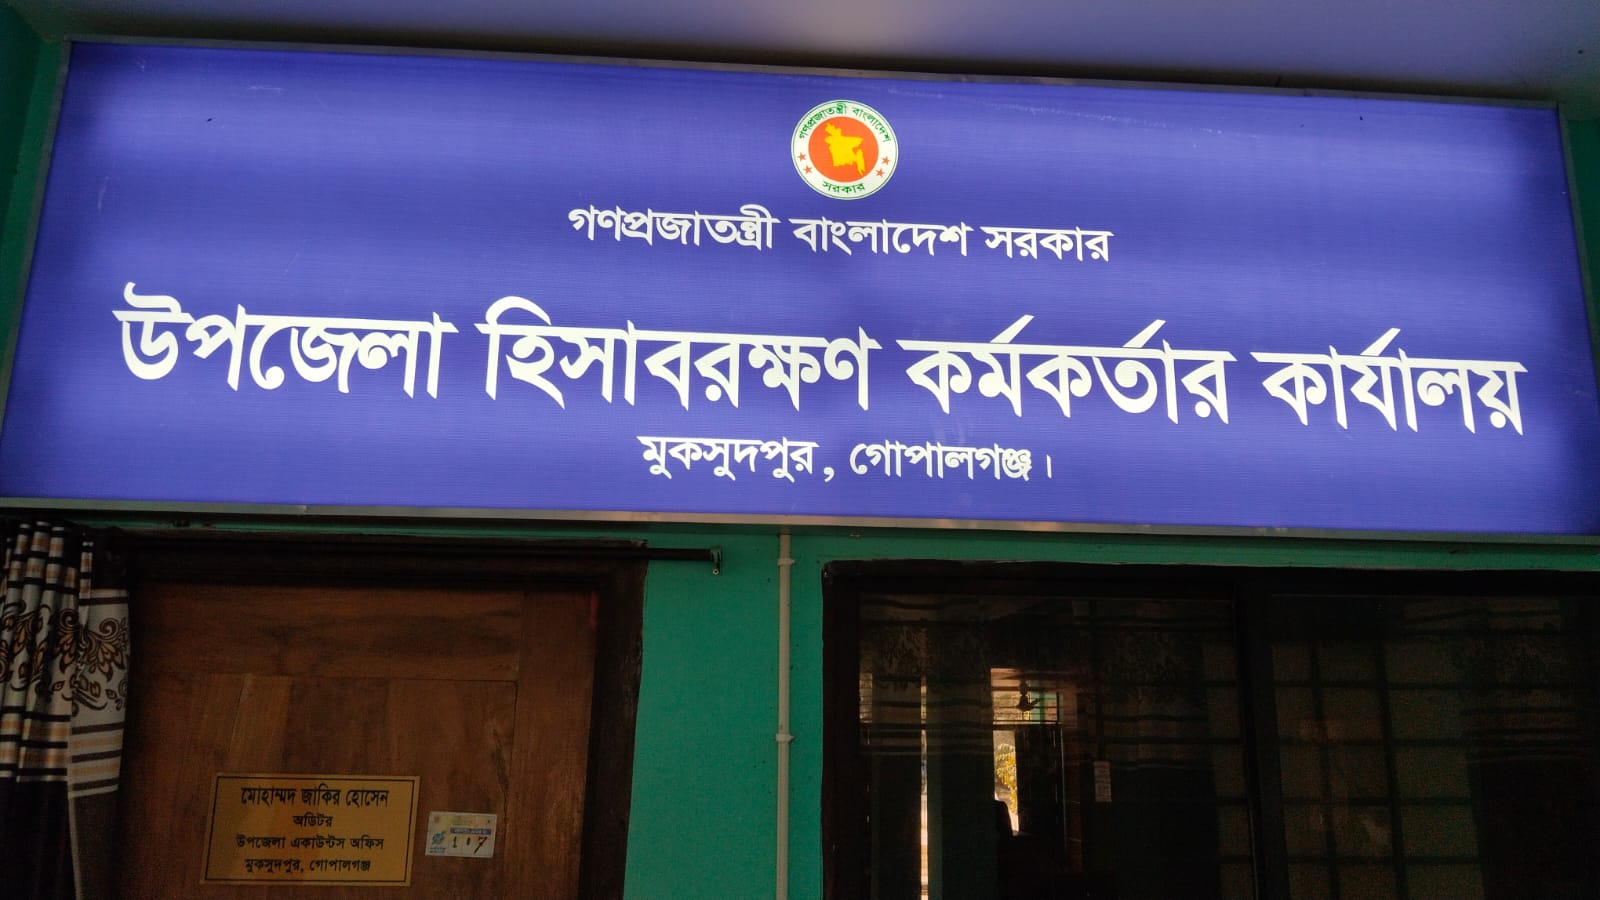 গণপ্রজাতন্ত্রী বাংলাদেশ
সরকার
গণপ্রজাতন্ত্রী বাংলাদেশ সরকার
উপজেলা হিসাবরক্ষণ কর্মকর্তার কার্যালয়
মুকসুদপুর, গোপালগঞ্জ।
মোহাম্মদ জাকির হোসেন
অডিটর
উপজেলা একাউন্টস অফিস
মুকসুদপুর, গোপালগঞ্জ